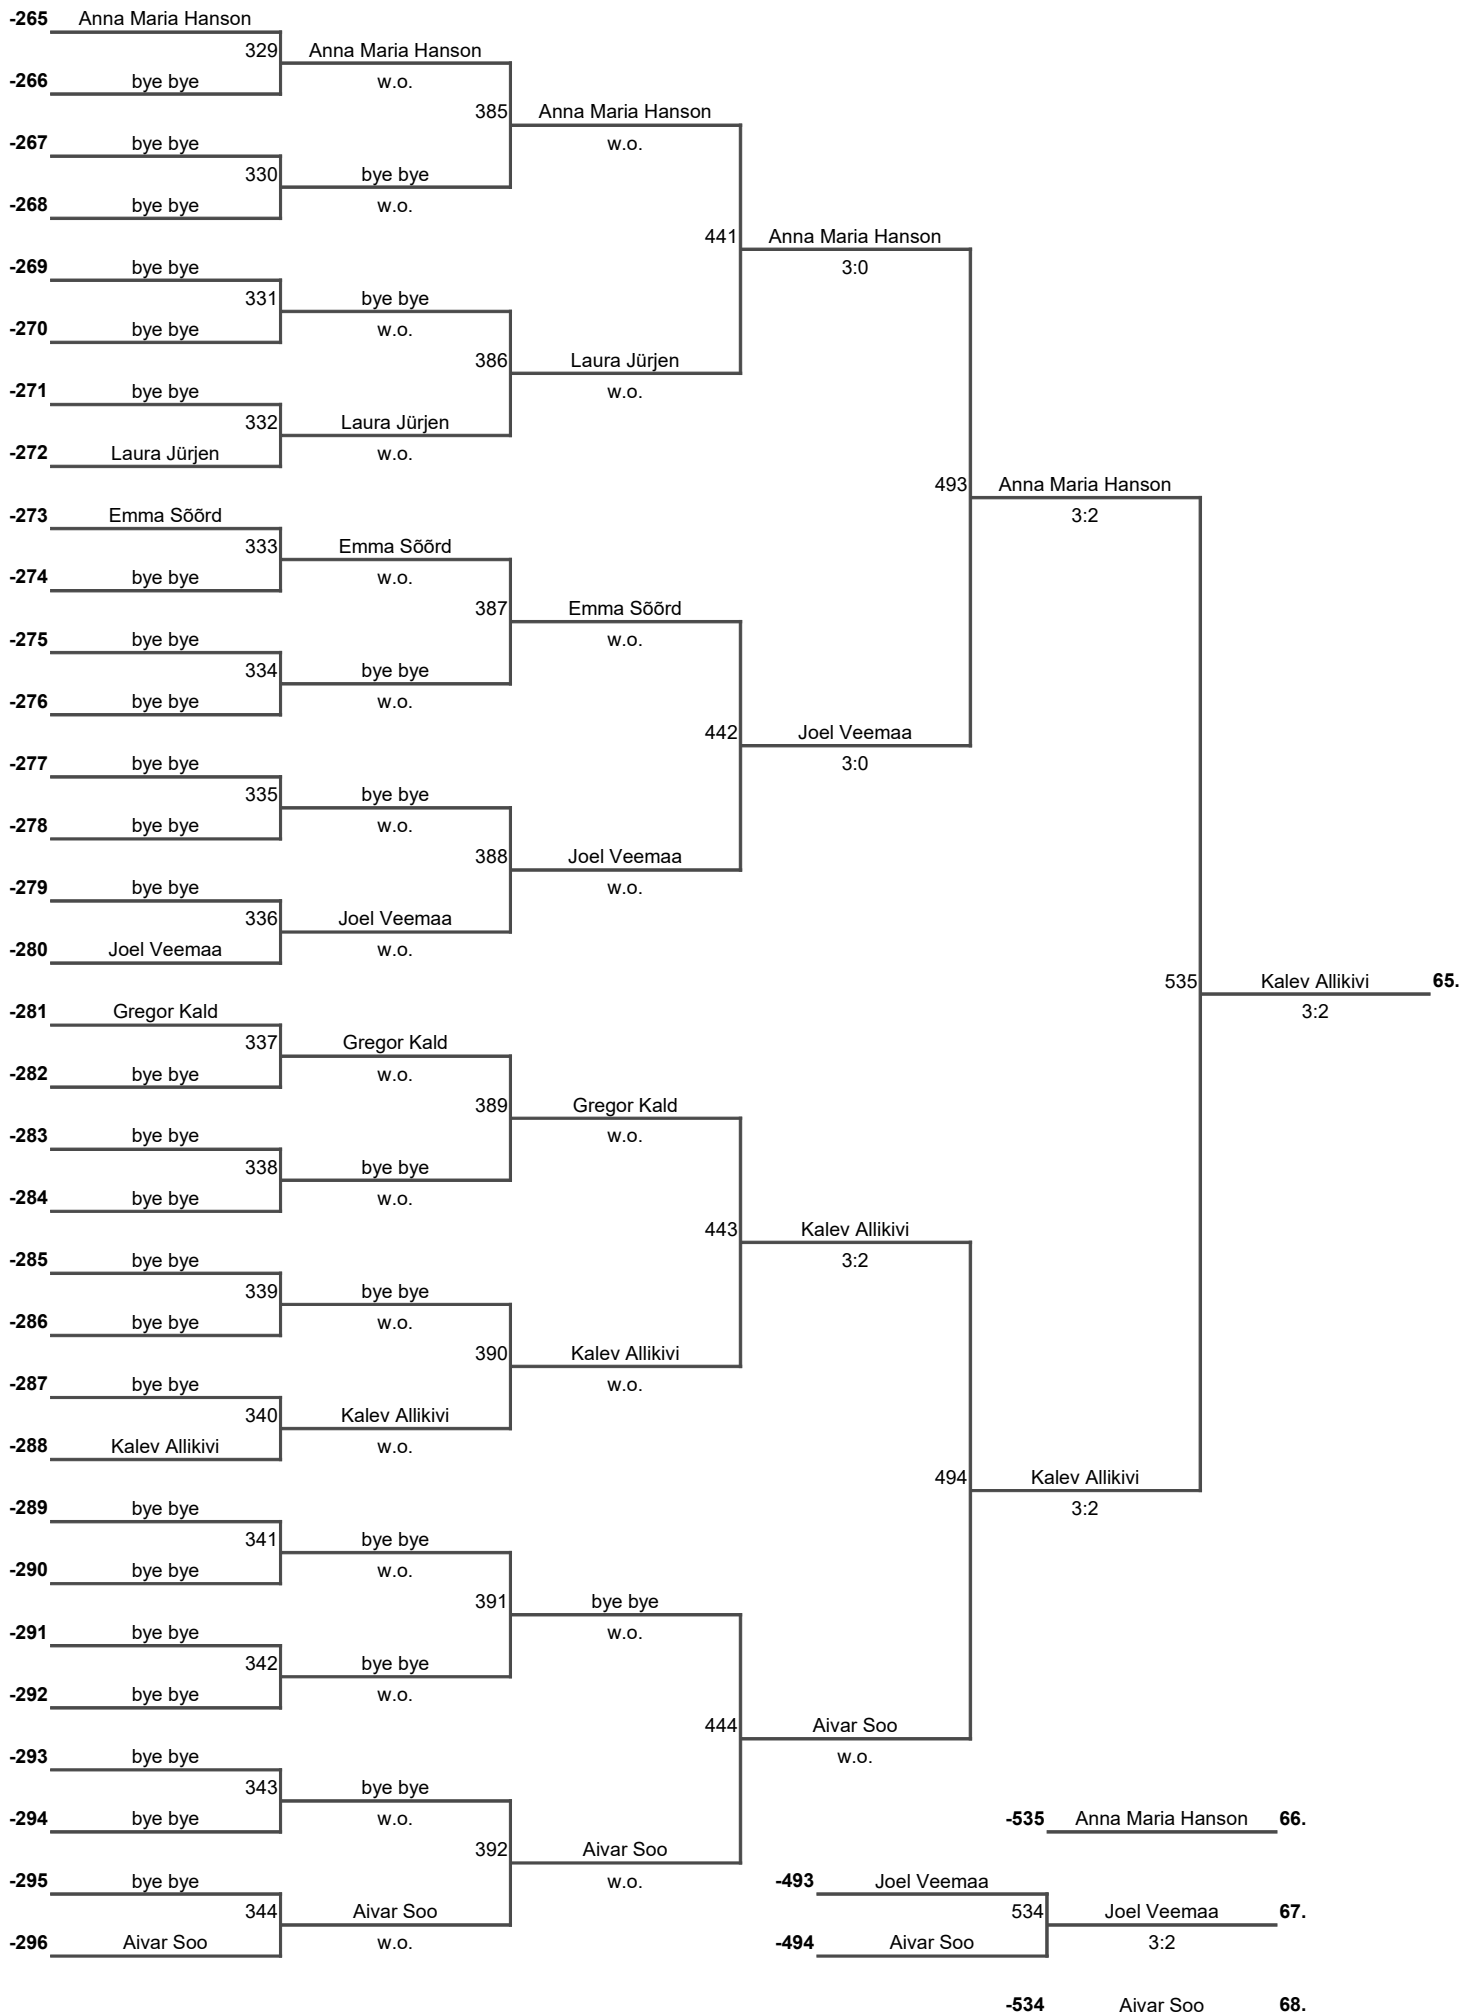 -265 Anna Maria Hanson
329 Anna Maria Hanson
-266 bye bye w.o.
385 Anna Maria Hanson
-267 bye bye w.o.
330 bye bye
-268 bye bye w.o.
441 Anna Maria Hanson
-269 bye bye 3:0
331 bye bye
-270 bye bye w.o.
386 Laura Jürjen
-271 bye bye w.o.
332 Laura Jürjen
-272 Laura Jürjen w.o.
493 Anna Maria Hanson
-273 Emma Sõõrd 3:2
333 Emma Sõõrd
-274 bye bye w.o.
387 Emma Sõõrd
-275 bye bye w.o.
334 bye bye
-276 bye bye w.o.
442 Joel Veemaa
-277 bye bye 3:0
335 bye bye
-278 bye bye w.o.
388 Joel Veemaa
-279 bye bye w.o.
336 Joel Veemaa
-280 Joel Veemaa w.o.
535 Kalev Allikivi 65.
-281 Gregor Kald 3:2
337 Gregor Kald
-282 bye bye w.o.
389 Gregor Kald
-283 bye bye w.o.
338 bye bye
-284 bye bye w.o.
443 Kalev Allikivi
-285 bye bye 3:2
339 bye bye
-286 bye bye w.o.
390 Kalev Allikivi
-287 bye bye w.o.
340 Kalev Allikivi
-288 Kalev Allikivi w.o.
494 Kalev Allikivi
-289 bye bye 3:2
341 bye bye
-290 bye bye w.o.
391 bye bye
-291 bye bye w.o.
342 bye bye
-292 bye bye w.o.
444 Aivar Soo
-293 bye bye w.o.
343 bye bye
-294 bye bye w.o. -535 Anna Maria Hanson 66.
392 Aivar Soo
-295 bye bye w.o. -493 Joel Veemaa
344 Aivar Soo 534 Joel Veemaa 67.
-296 Aivar Soo w.o. -494 Aivar Soo 3:2
-534 Aivar Soo 68.